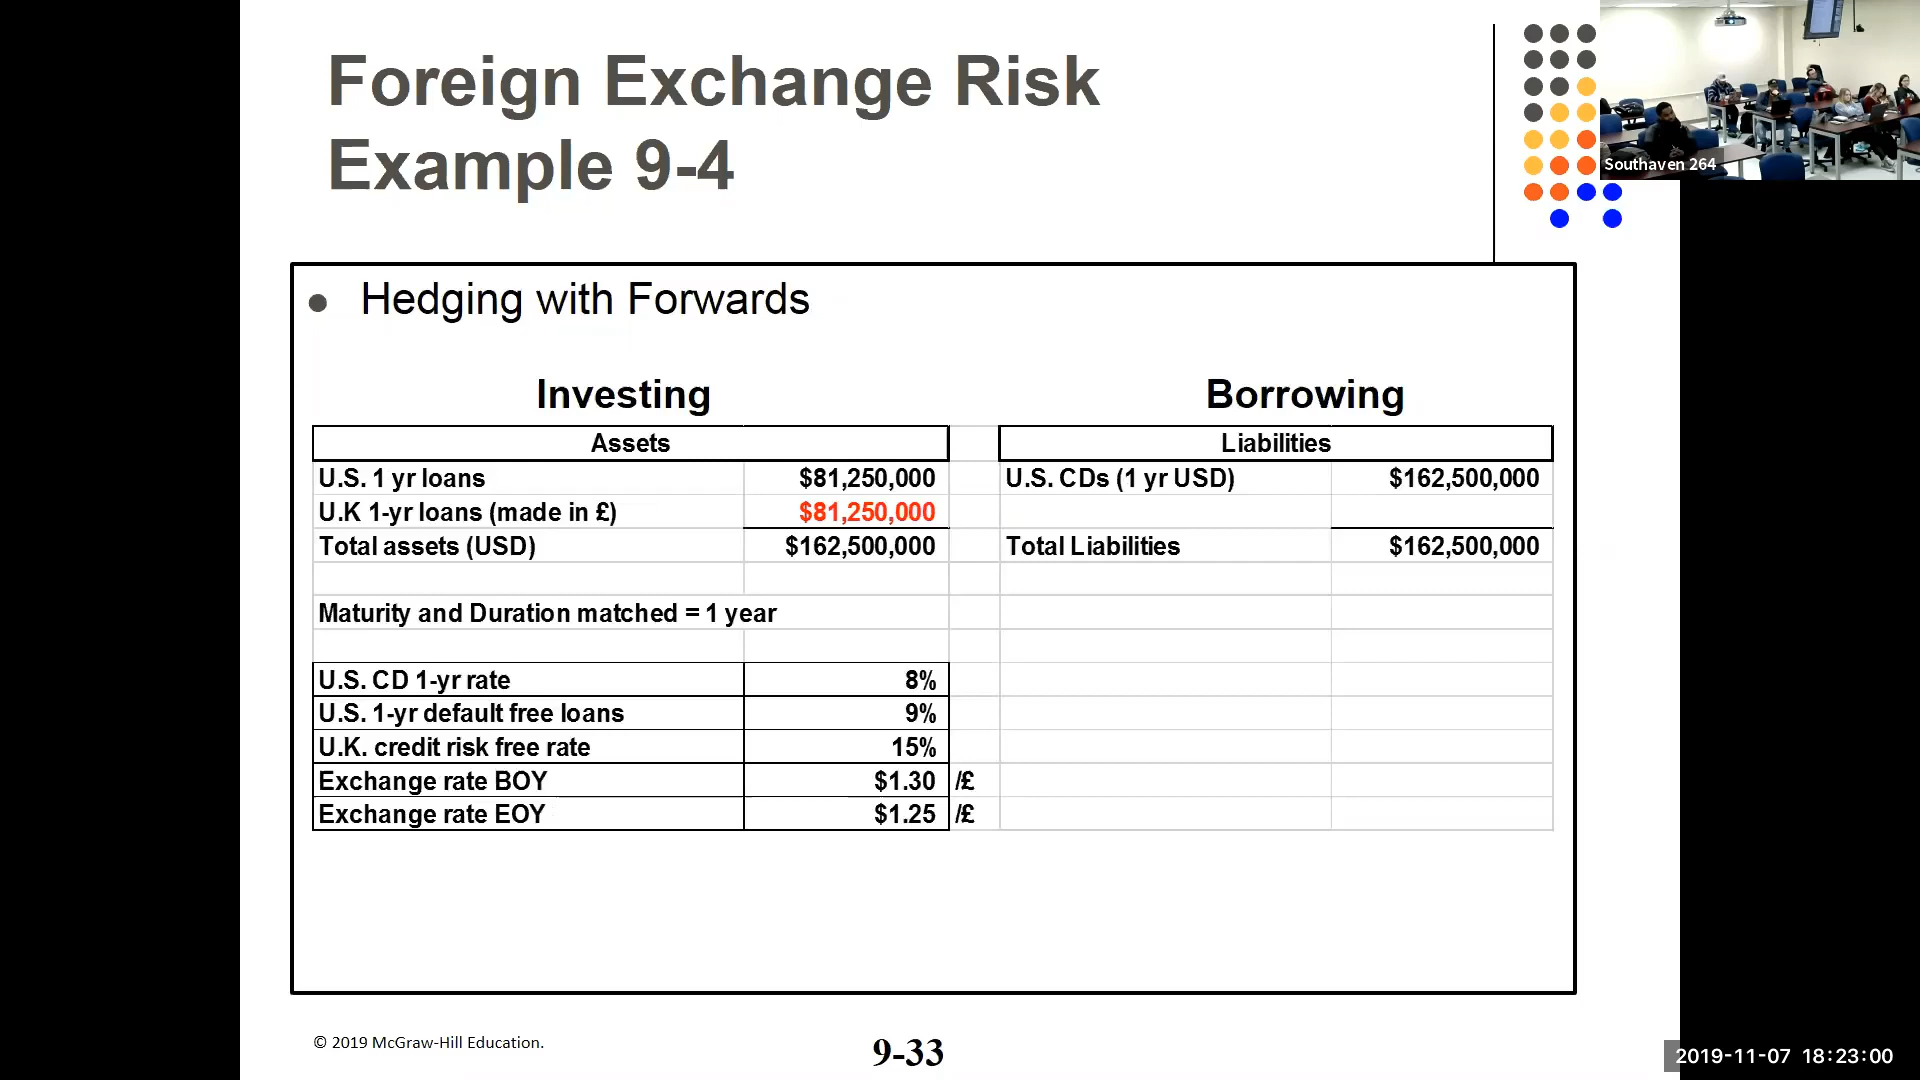 Foreign Exchange Risk
Example 9-4
Southaven 264
● Hedging with Forwards
Investing Borrowing
Assets Liabilities
U.S. 1 yr loans $81,250,000 U.S. CDs (1 yr USD) $162,500,000
U.K 1-yr loans (made in £) $81,250,000
Total assets (USD) $162,500,000 Total Liabilities $162,500,000
Maturity and Duration matched = 1 year
U.S. CD 1-yr rate 8%
U.S. 1-yr default free loans 9%
U.K. credit risk free rate 15%
Exchange rate BOY $1.30 /£
Exchange rate EOY $1.25 /£
© 2019 McGraw-Hill Education.
9-33
2019-11-07 18:23:00